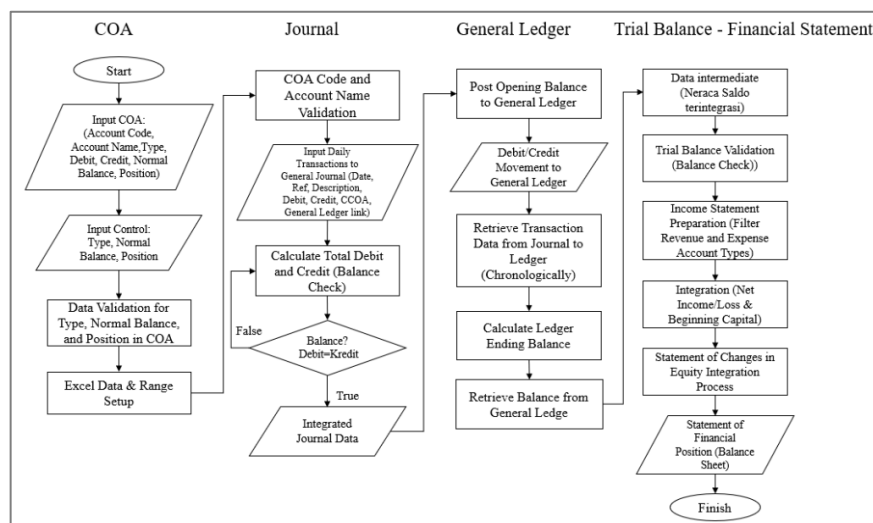 COA
Start
Input COA:
(Account Code,
Account Name,Type,
Debit, Credit, Normal
Balance, Position)
Input Control:
Type, Normal
Balance, Position
Data Validation for
Type, Normal Balance,
and Position in COA
Excel Data & Range
Setup
Journal
COA Code and
Account Name
Validation
Input Daily
Transactions to
General Journal (Date,
Ref, Description,
Debit, Credit, CCOA,
General Ledger link)
Calculate Total Debit
and Credit (Balance
Check)
False
Balance?
Debit=Kredit
True
Integrated
Journal Data
General Ledger
Post Opening Balance
to General Ledger
Debit/Credit
Movement to
General Ledger
Retrieve Transaction
Data from Journal to
Ledger
(Chronologically)
Calculate Ledger
Ending Balance
Retrieve Balance from
General Ledge
Trial Balance - Financial Statement
Data intermediate
(Neraca Saldo
terintegrasi)
Trial Balance Validation
(Balance Check))
Income Statement
Preparation (Filter
Revenue and Expense
Account Types)
Integration (Net
Income/Loss &
Beginning Capital)
Statement of Changes in
Equity Integration
Process
Statement of
Financial
Position (Balance
Sheet)
Finish